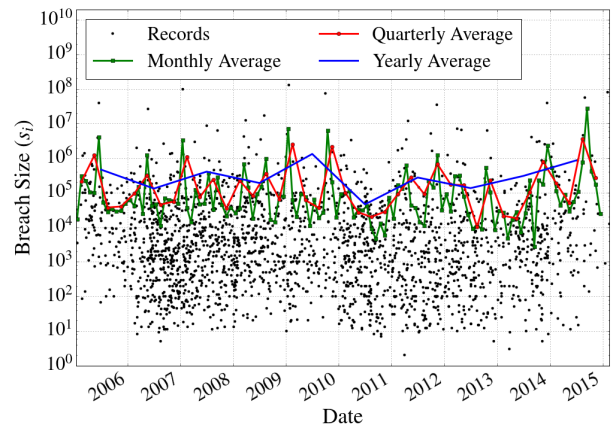 Records
Monthly Average
Quarterly Average
Yearly Average
Breach Size (s_i)
10^10
10^9
10^8
10^7
10^6
10^5
10^4
10^3
10^2
10^1
10^0
2006 2007 2008 2009 2010 2011 2012 2013 2014 2015
Date